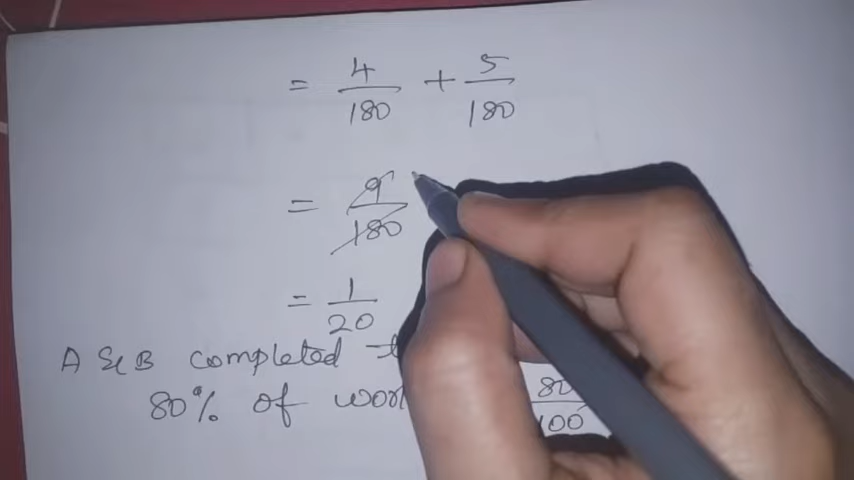 = 4/180 + 5/180
= 9/180
= 1/20
A & B completed
80% of 80/100